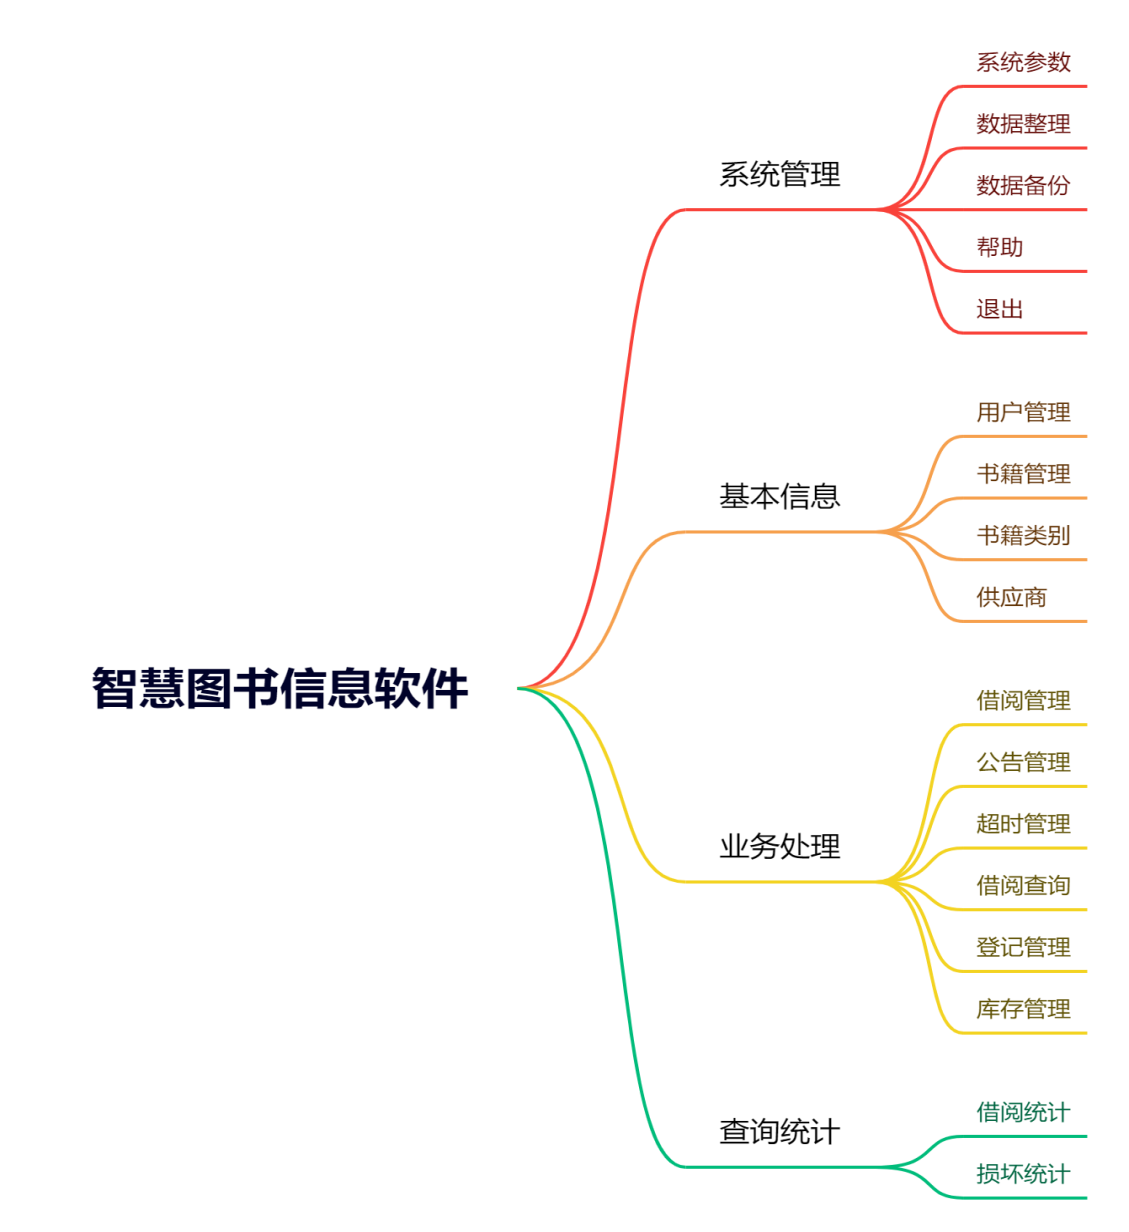 智慧图书信息软件
系统管理
系统参数
数据整理
数据备份
帮助
退出
基本信息
用户管理
书籍管理
书籍类别
供应商
业务处理
借阅管理
公告管理
超时管理
借阅查询
登记管理
库存管理
查询统计
借阅统计
损坏统计